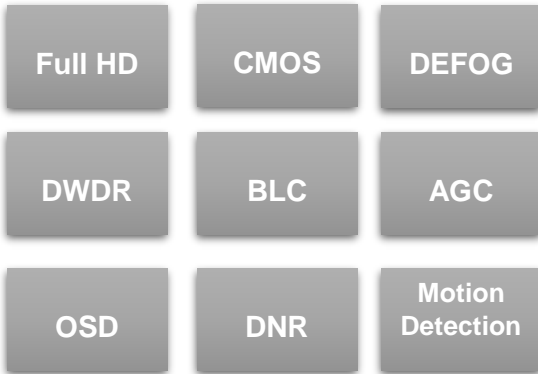 Full HD
CMOS
DEFOG
DWDR
BLC
AGC
OSD
DNR
Motion
Detection